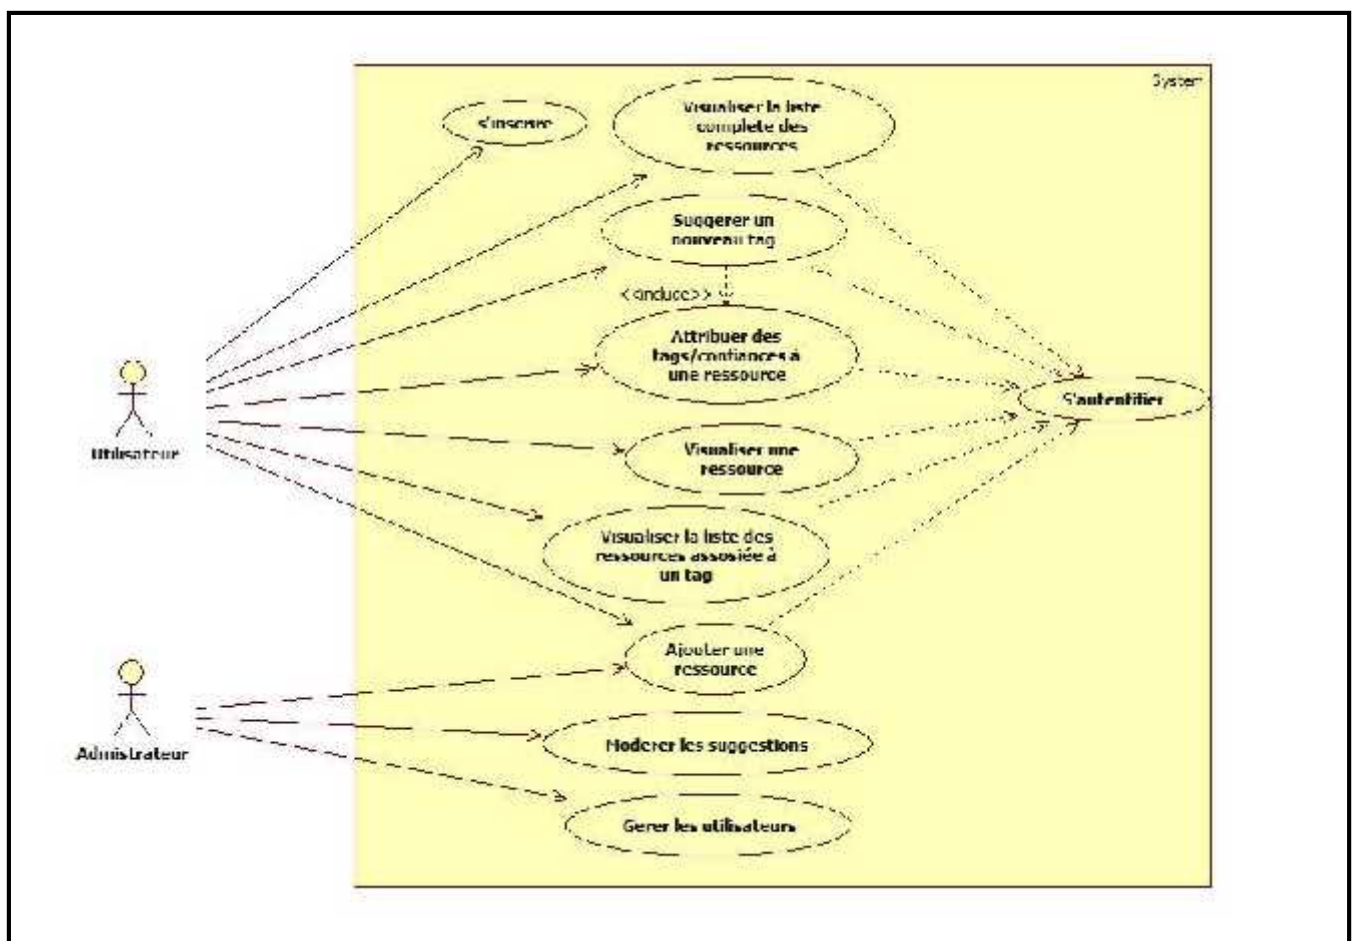 System
s'inscrire
Visualiser la liste
complete des
ressources
Suggerer un
nouveau tag
<<include>>
Attribuer des
tags/confiances à
une ressource
S'autentifier
Utilisateur
Visualiser une
ressource
Visualiser la liste des
ressources assosiée à
un tag
Ajouter une
ressource
Admistrateur
Moderer les suggestions
Gerer les utilisateurs